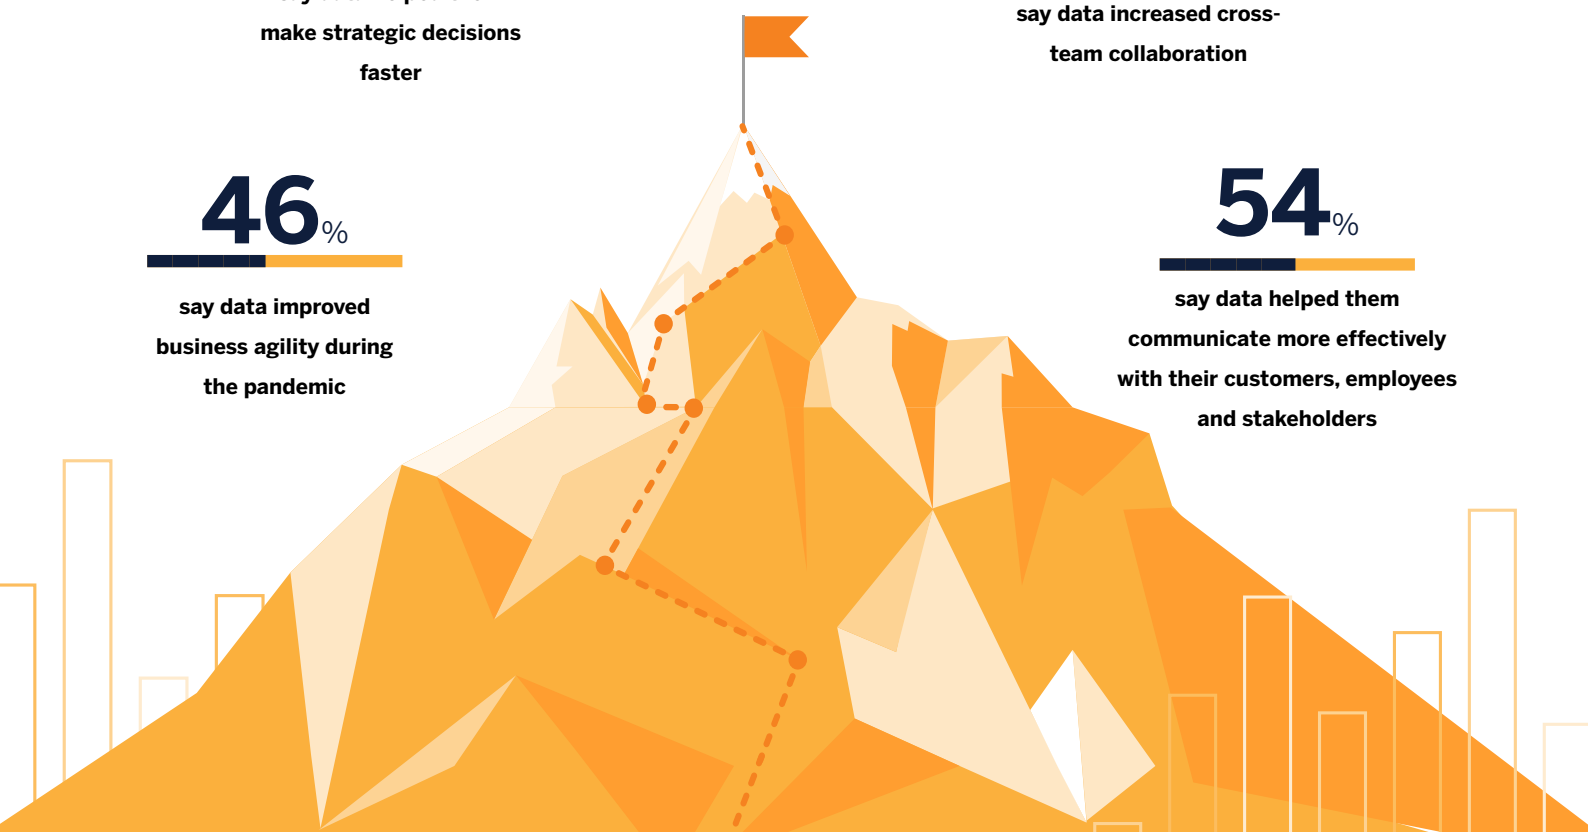 make strategic decisions
faster
say data increased cross-
team collaboration
46%
say data improved
business agility during
the pandemic
54%
say data helped them
communicate more effectively
with their customers, employees
and stakeholders